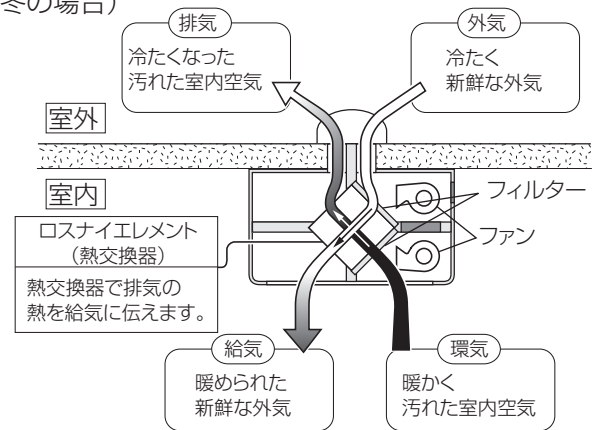 冬の場合）
排気
冷たくなった
汚れた室内空気
外気
冷たく
新鮮な外気
室外
室内
フィルター
ファン
ロスナイエレメント
（熱交換器）
熱交換器で排気の
熱を給気に伝えます。
給気
暖められた
新鮮な外気
環気
暖かく
汚れた室内空気